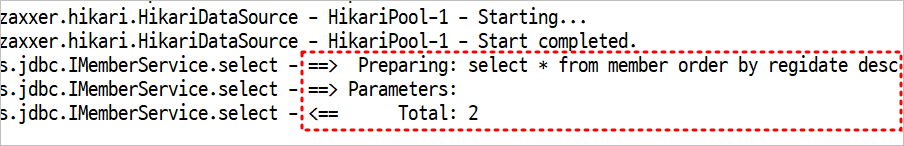 zaxxer.hikari.HikariDataSource - HikariPool-1 - Starting...
zaxxer.hikari.HikariDataSource - HikariPool-1 - Start completed.
s.jdbc.IMemberService.select - ==>  Preparing: select * from member order by regidate desc
s.jdbc.IMemberService.select - ==> Parameters:
s.jdbc.IMemberService.select - <==      Total: 2